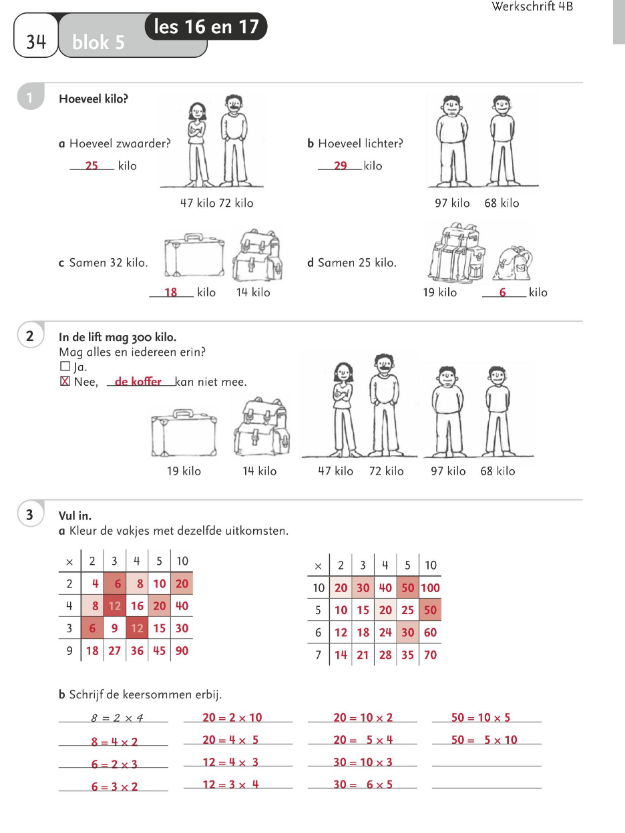 Werkschrift 4B
34 blok 5 les 16 en 17
1 Hoeveel kilo?
a Hoeveel zwaarder? b Hoeveel lichter?
25 kilo 29 kilo
47 kilo 72 kilo 97 kilo 68 kilo
c Samen 32 kilo. d Samen 25 kilo.
18 kilo 14 kilo 19 kilo 6 kilo
2 In de lift mag 300 kilo.
Mag alles en iedereen erin?
Ja.
X Nee, de koffer kan niet mee.
19 kilo 14 kilo 47 kilo 72 kilo 97 kilo 68 kilo
3 Vul in.
a Kleur de vakjes met dezelfde uitkomsten.
× 2 3 4 5 10
2 4 6 8 10 20
4 8 12 16 20 40
3 6 9 12 15 30
9 18 27 36 45 90
× 2 3 4 5 10
10 20 30 40 50 100
5 10 15 20 25 50
6 12 18 24 30 60
7 14 21 28 35 70
b Schrijf de keersommen erbij.
8 = 2 × 4 20 = 2 × 10 20 = 10 × 2 50 = 10 × 5
8 = 4 × 2 20 = 4 × 5 20 = 5 × 4 50 = 5 × 10
6 = 2 × 3 12 = 4 × 3 30 = 10 × 3
6 = 3 × 2 12 = 3 × 4 30 = 6 × 5